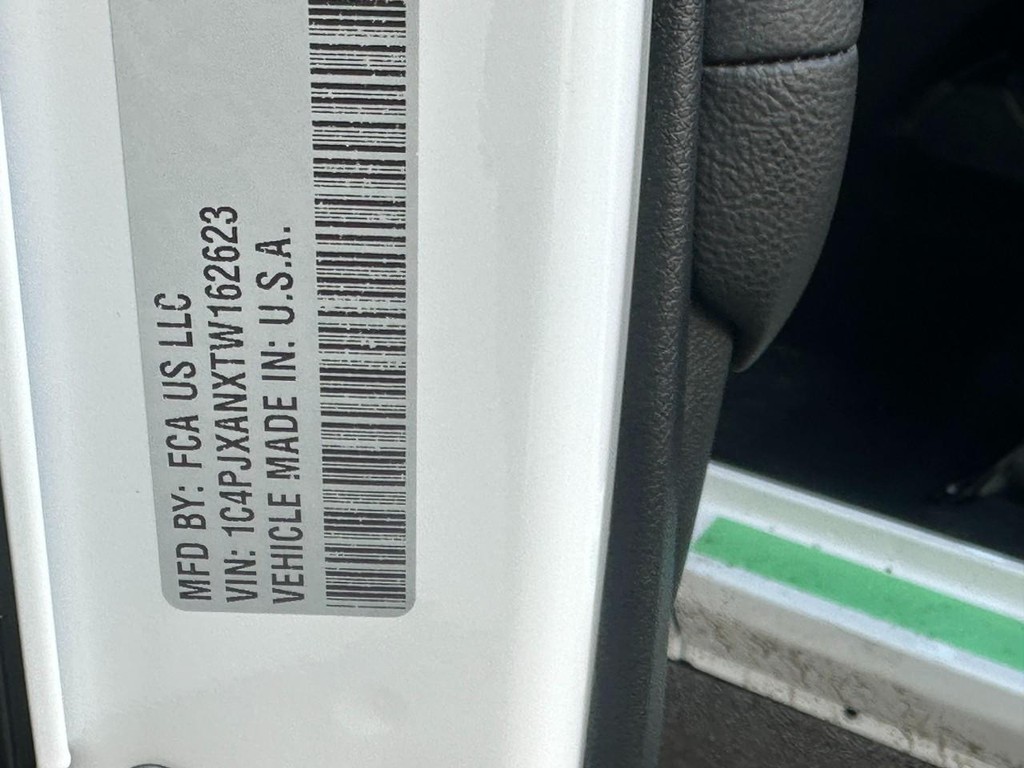 MFD BY: FCA US LLC
VIN: 1C4PJXANXTW162623
VEHICLE MADE IN: U.S.A.